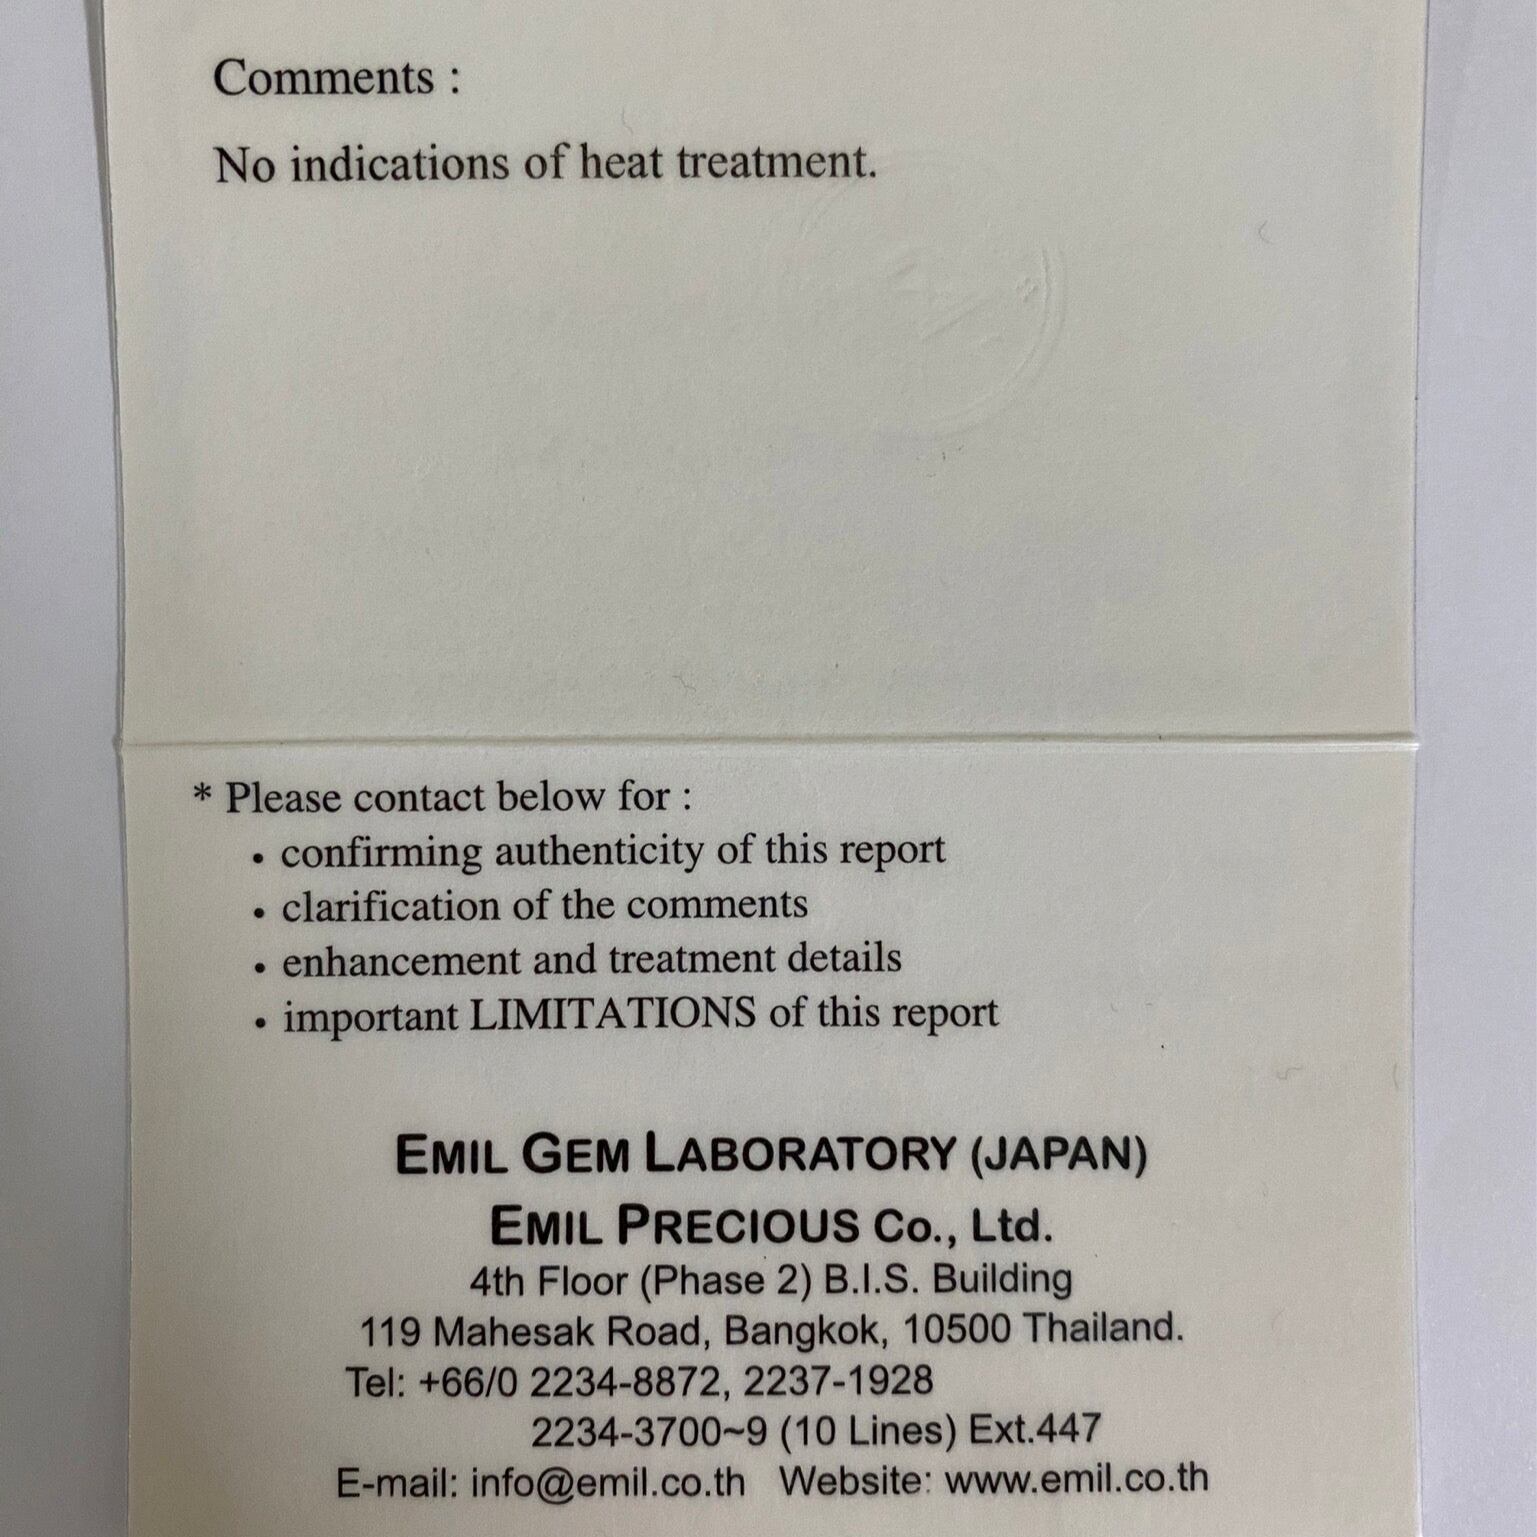 Comments :
No indications of heat treatment.
* Please contact below for :
• confirming authenticity of this report
• clarification of the comments
• enhancement and treatment details
• important LIMITATIONS of this report
EMIL GEM LABORATORY (JAPAN)
EMIL PRECIOUS Co., Ltd.
4th Floor (Phase 2) B.I.S. Building
119 Mahesak Road, Bangkok, 10500 Thailand.
Tel: +66/0 2234-8872, 2237-1928
2234-3700~9 (10 Lines) Ext.447
E-mail: info@emil.co.th Website: www.emil.co.th